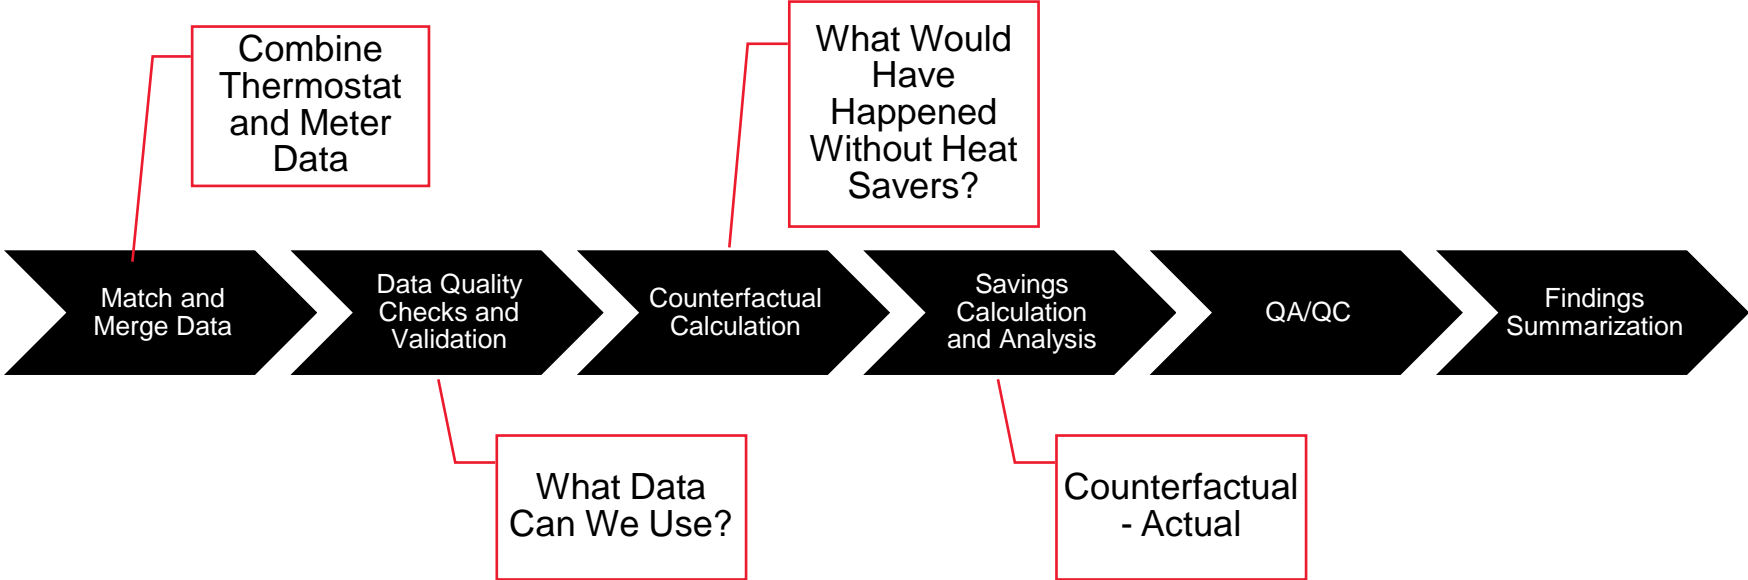 Combine
Thermostat
and Meter
Data
What Would
Have
Happened
Without Heat
Savers?
Match and
Merge Data
Data Quality
Checks and
Validation
Counterfactual
Calculation
Savings
Calculation
and Analysis
QA/QC
Findings
Summarization
What Data
Can We Use?
Counterfactual
- Actual